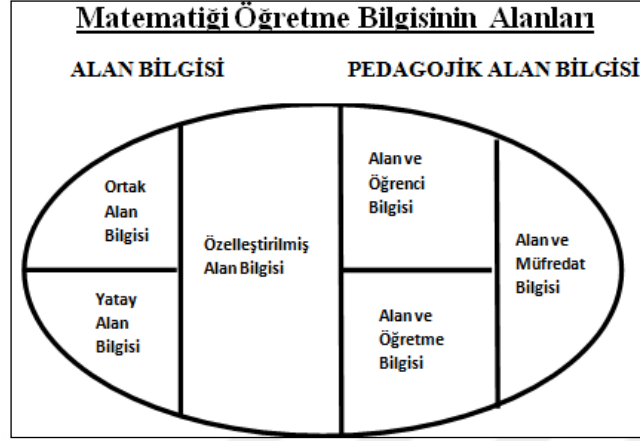 Matematiği Öğretme Bilgisinin Alanları
ALAN BİLGİSİ
PEDAGOJİK ALAN BİLGİSİ
Ortak
Alan
Bilgisi
Yatay
Alan
Bilgisi
Özelleştirilmiş
Alan Bilgisi
Alan ve
Öğrenci
Bilgisi
Alan ve
Öğretme
Bilgisi
Alan ve
Müfredat
Bilgisi